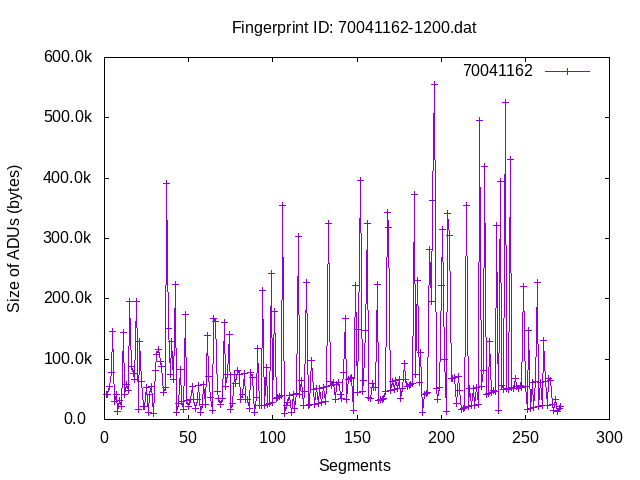 Fingerprint ID: 70041162-1200.dat
70041162
600.0k
500.0k
400.0k
300.0k
200.0k
100.0k
0.0
Size of ADUs (bytes)
0 50 100 150 200 250 300
Segments